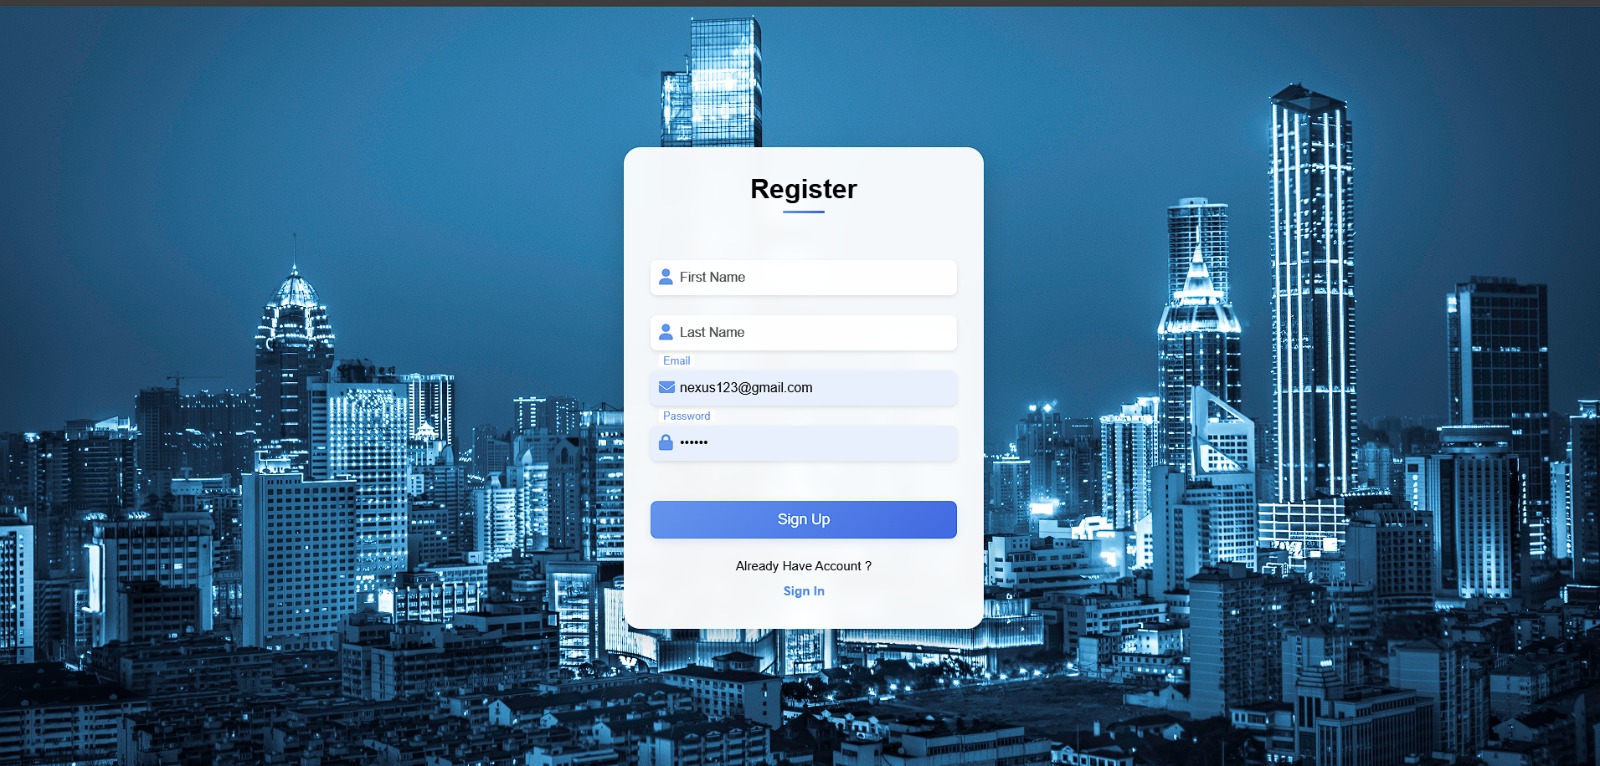 Register
First Name
Last Name
Email
nexus123@gmail.com
Password
••••••
Sign Up
Already Have Account ?
Sign In